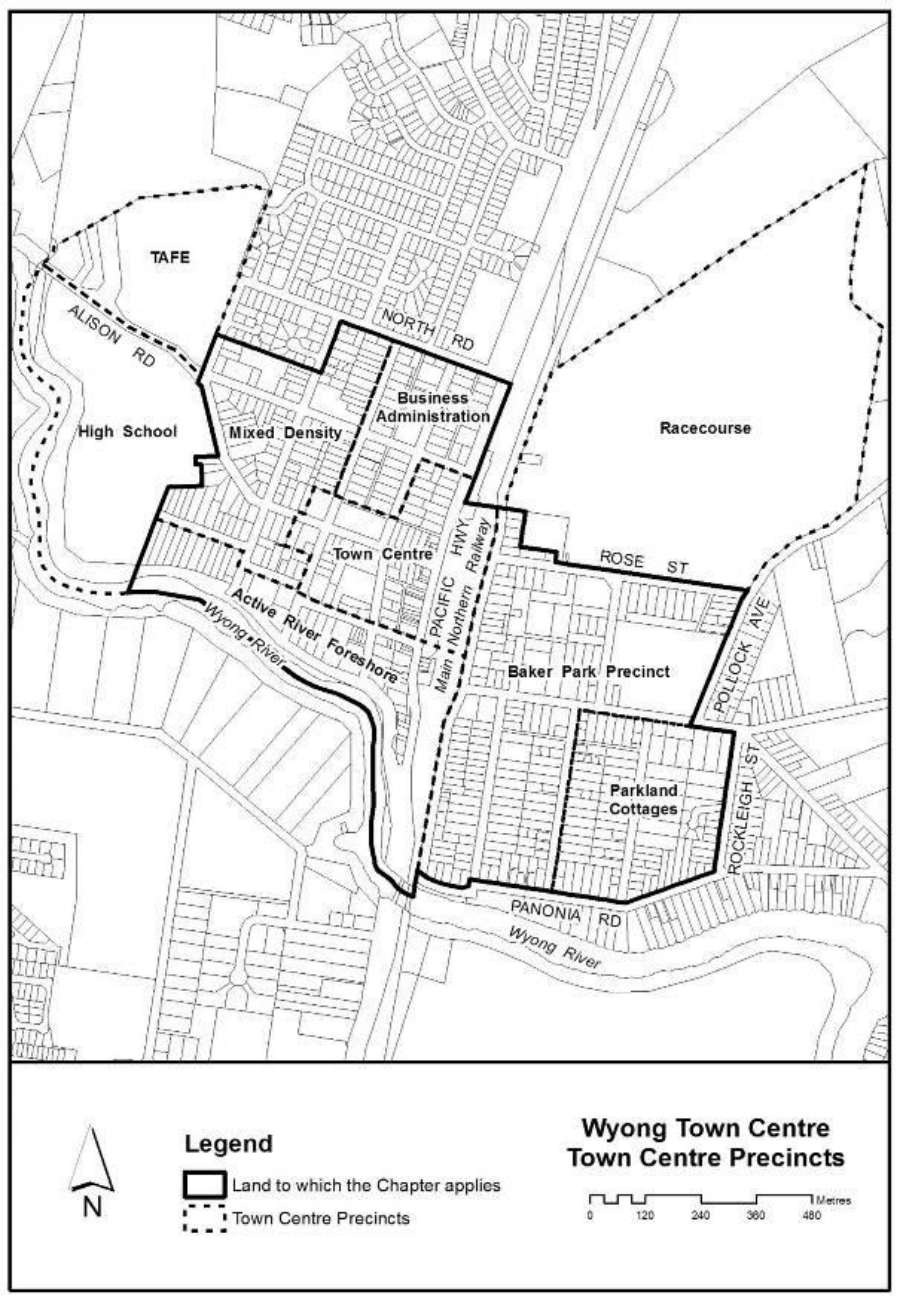 TAFE
ALISON RD
NORTH RD
High School
Mixed Density
Business
Administration
Racecourse
Town Centre
PACIFIC HWY
Main Northern Railway
ROSE ST
Active River Foreshore
Wyong River
Baker Park Precinct
POLLOCK AVE
Parkland
Cottages
ROCKLEIGH ST
PANONIA RD
Wyong River
N
Legend
Land to which the Chapter applies
Town Centre Precincts
Wyong Town Centre
Town Centre Precincts
Metres
0 120 240 360 480